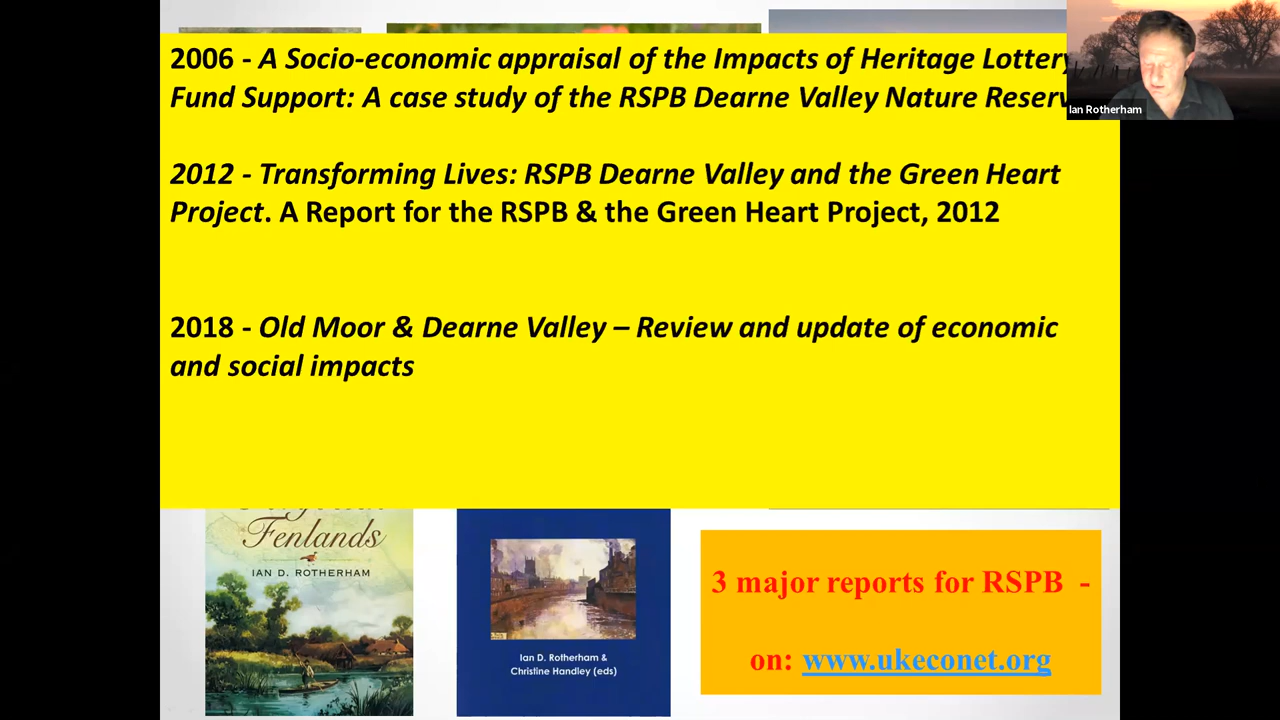 2006 - A Socio-economic appraisal of the Impacts of Heritage Lottery
Fund Support: A case study of the RSPB Dearne Valley Nature
Ian Rotherham
2012 - Transforming Lives: RSPB Dearne Valley and the Green Heart
Project. A Report for the RSPB & the Green Heart Project, 2012
2018 - Old Moor & Dearne Valley – Review and update of economic
and social impacts
Fenlands
IAN D. ROTHERHAM
Ian D. Rotherham &
Christine Handley (eds)
3 major reports for RSPB -
on: www.ukeconet.org